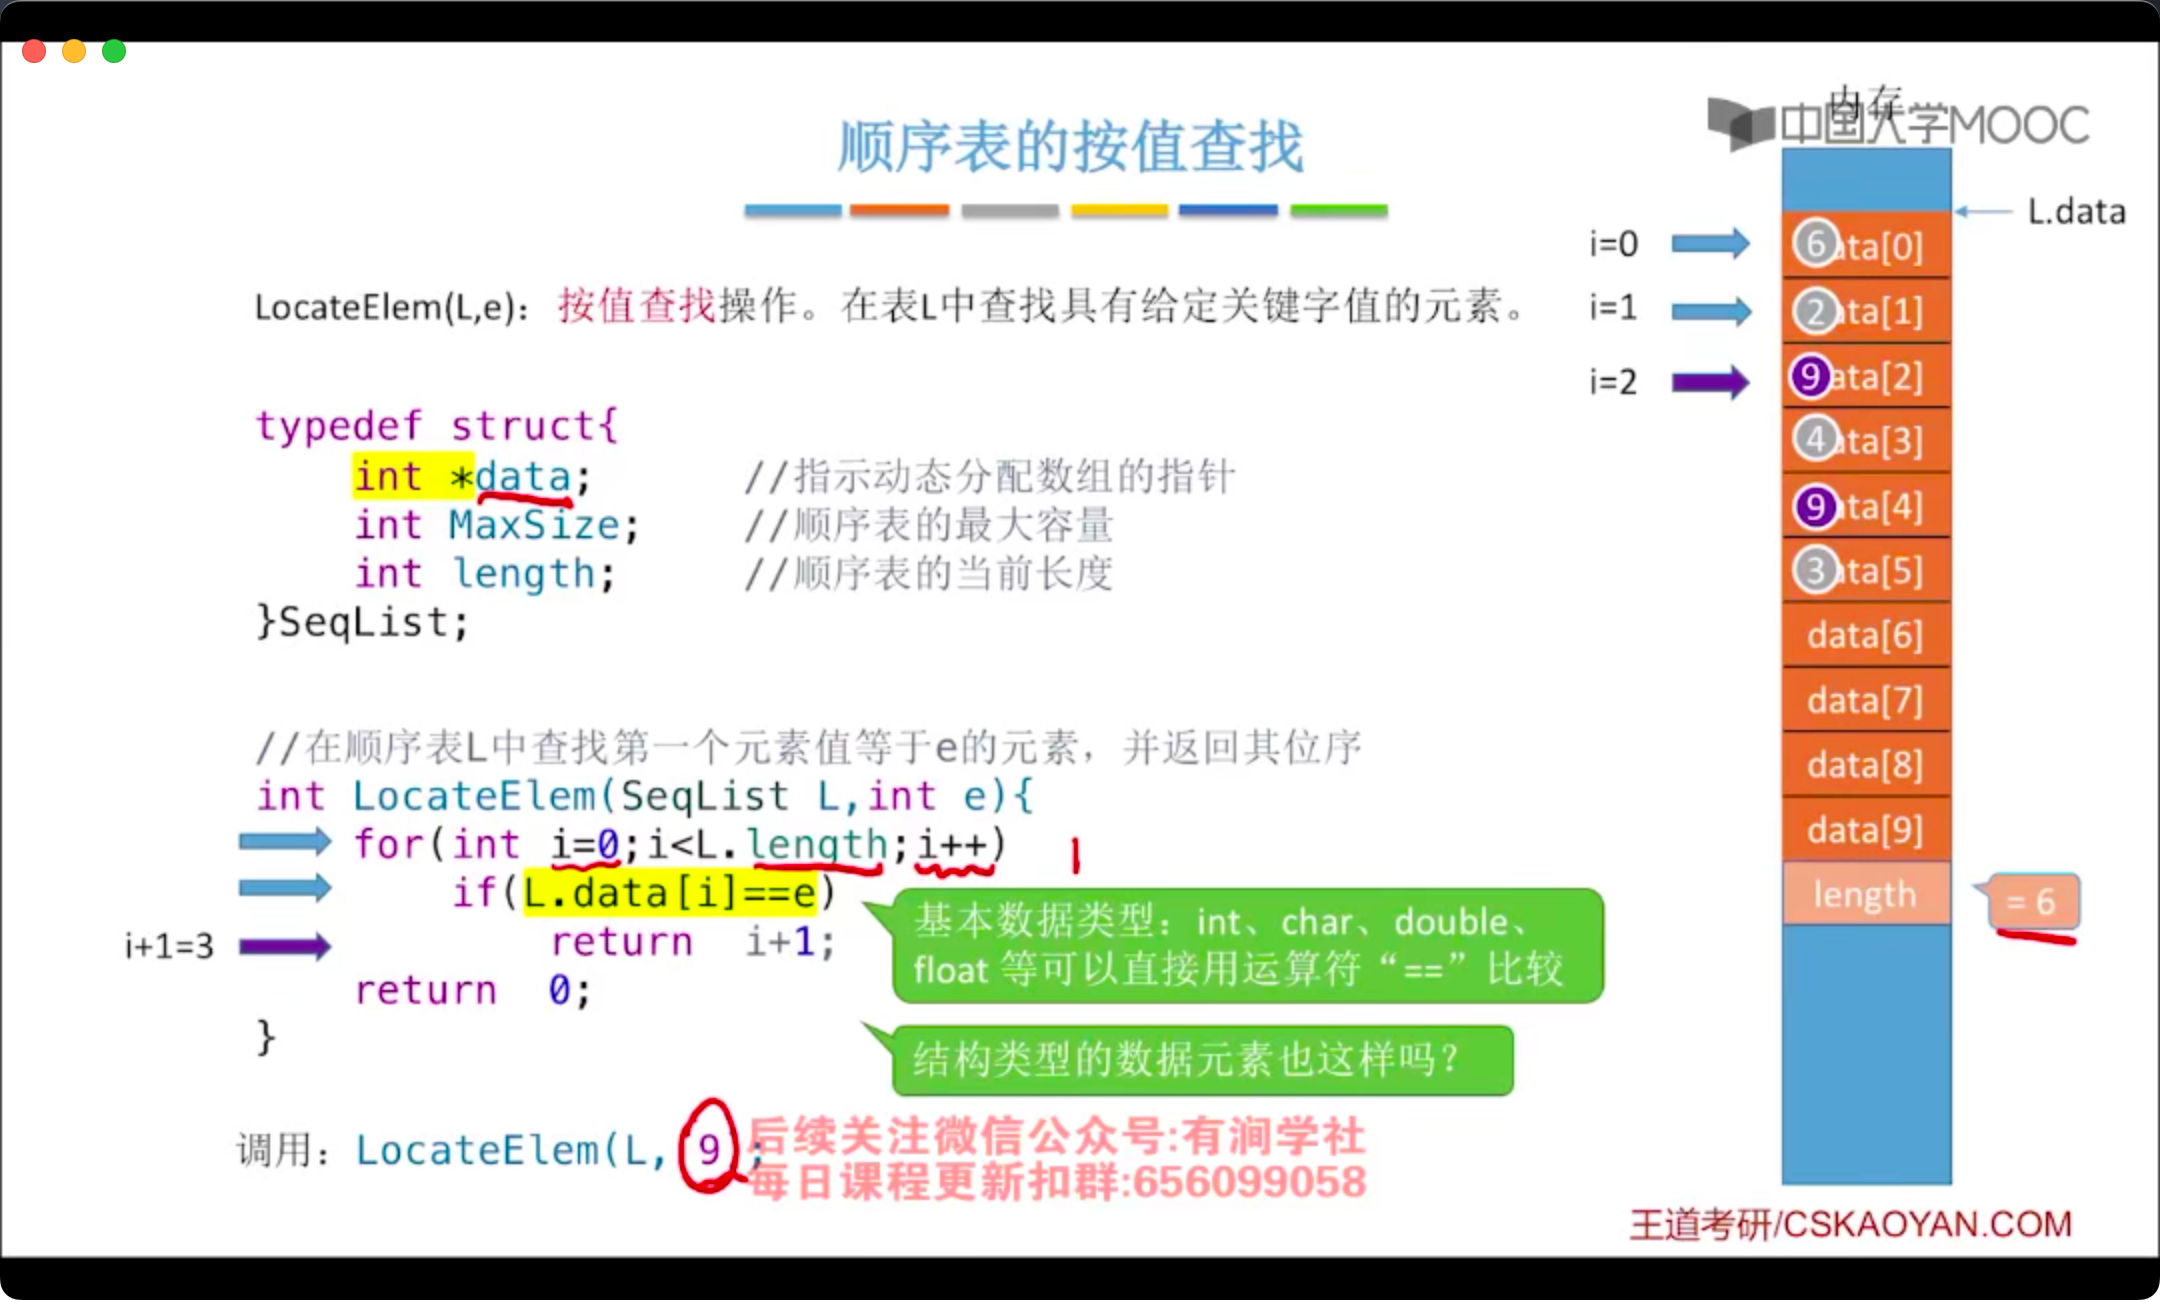 内存
中国大学MOOC
顺序表的按值查找
L.data
LocateElem(L,e)：按值查找操作。在表L中查找具有给定关键字值的元素。
typedef struct{
int *data; //指示动态分配数组的指针
int MaxSize; //顺序表的最大容量
int length; //顺序表的当前长度
}SeqList;
//在顺序表L中查找第一个元素值等于e的元素，并返回其位序
int LocateElem(SeqList L,int e){
for(int i=0;i<L.length;i++)
if(L.data[i]==e)
i+1=3 return i+1;
return 0;
}
基本数据类型：int、char、double、
float 等可以直接用运算符“==”比较
结构类型的数据元素也这样吗？
调用：LocateElem(L, 9 ;
后续关注微信公众号:有涧学社
每日课程更新扣群:656099058
i=0 6 ata[0]
i=1 2 ata[1]
i=2 9 ata[2]
4 ata[3]
9 ata[4]
3 ata[5]
data[6]
data[7]
data[8]
data[9]
length = 6
王道考研/CSKAOYAN.COM